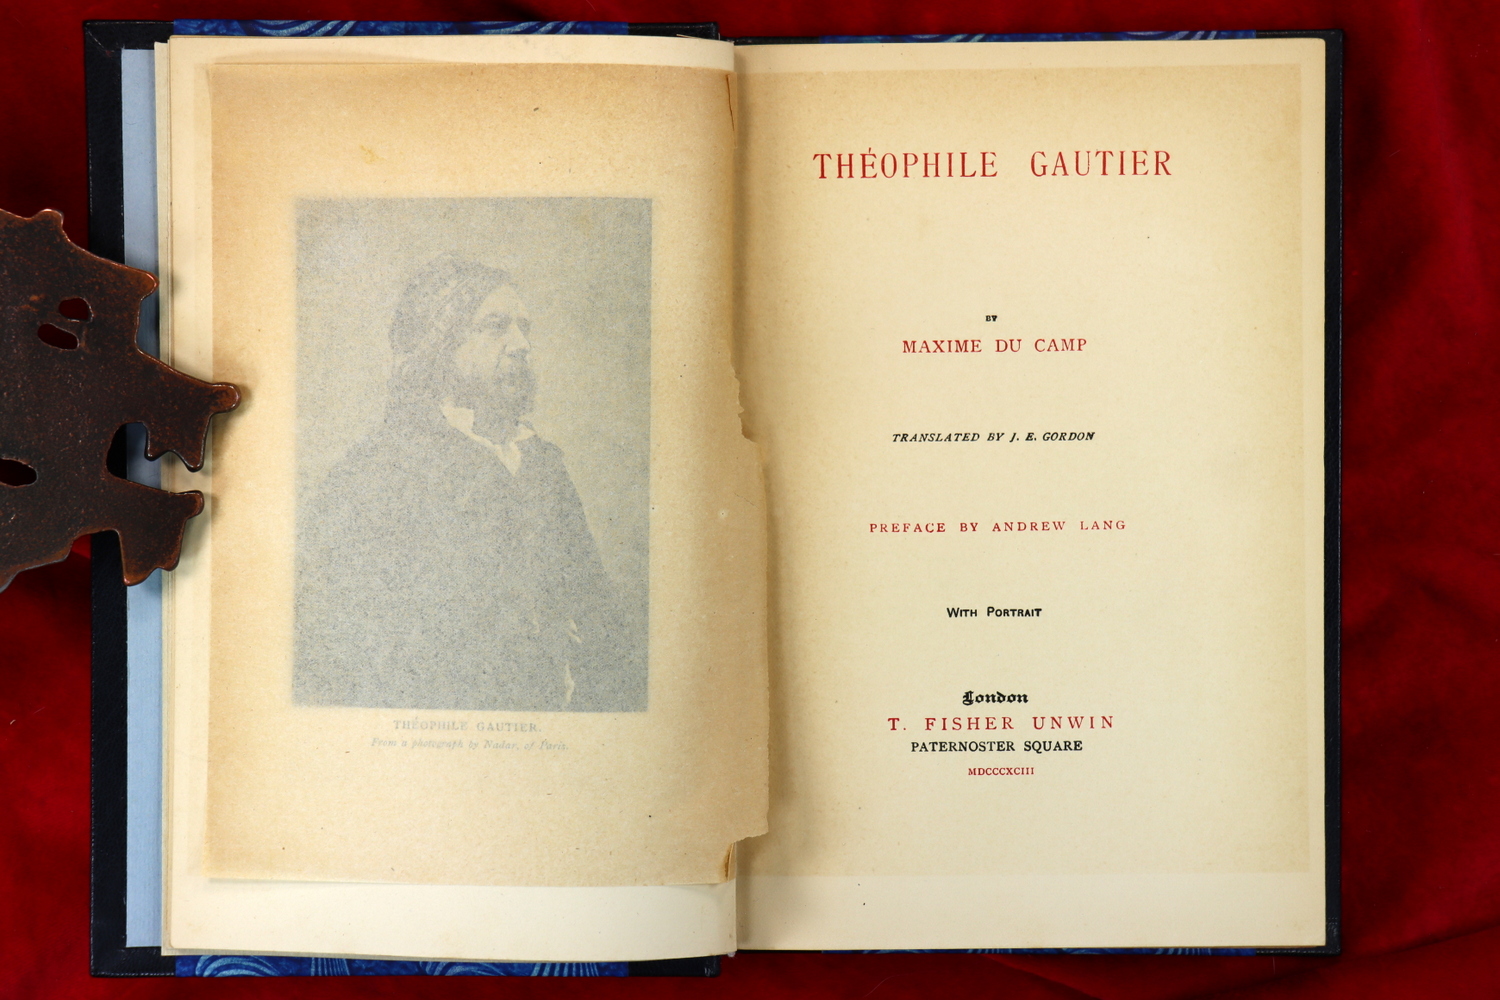 THÉOPHILE GAUTIER.
From a photograph by Nadar, of Paris.
THÉOPHILE GAUTIER
BY
MAXIME DU CAMP
TRANSLATED BY J. E. GORDON
PREFACE BY ANDREW LANG
WITH PORTRAIT
London
T. FISHER UNWIN
PATERNOSTER SQUARE
MDCCCXCIII